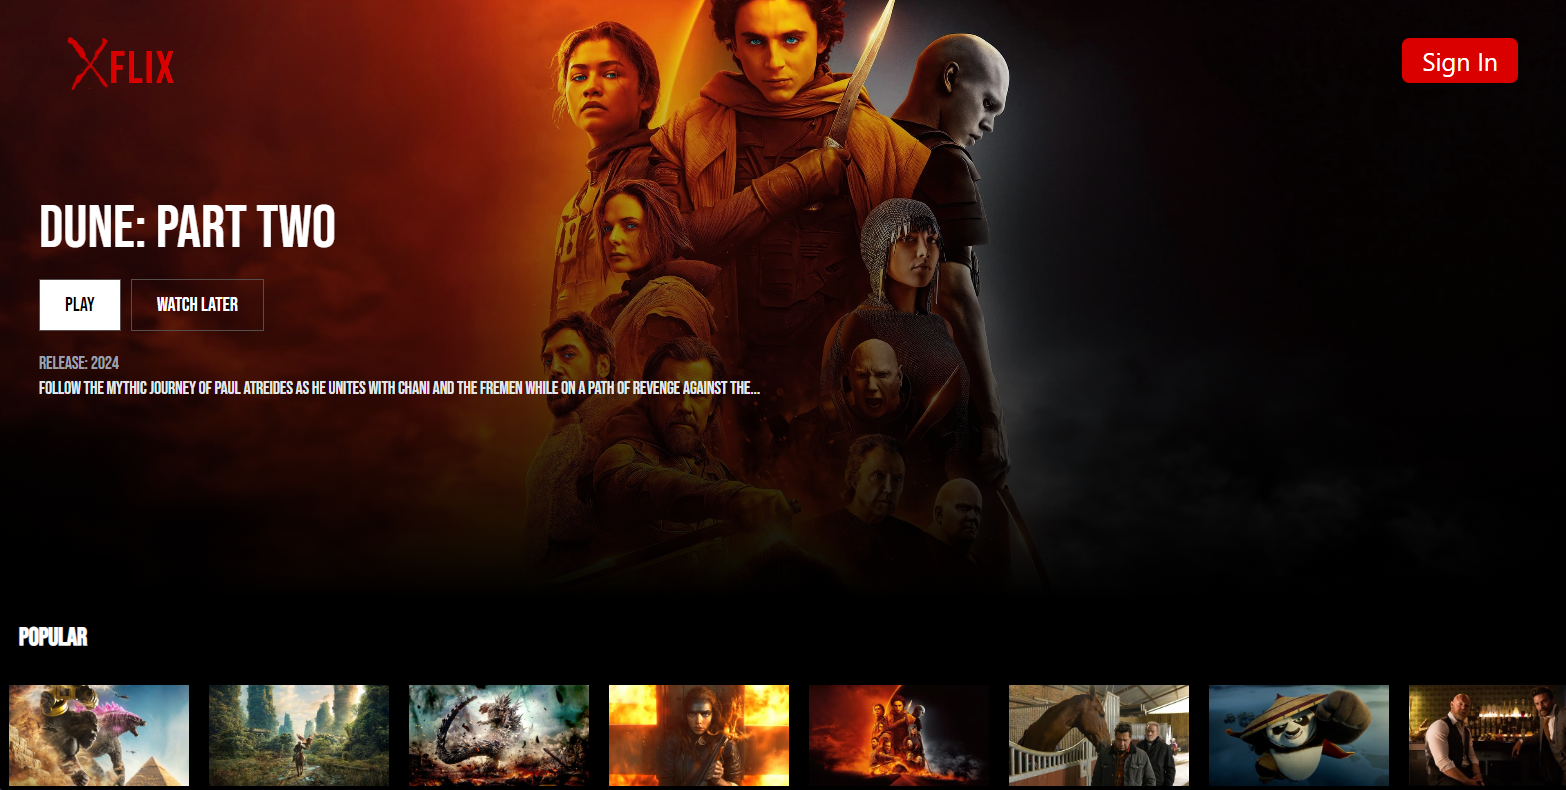 XFLIX
Sign In
DUNE: PART TWO
PLAY
WATCH LATER
RELEASE: 2024
FOLLOW THE MYTHIC JOURNEY OF PAUL ATREIDES AS HE UNITES WITH CHANI AND THE FREMEN WHILE ON A PATH OF REVENGE AGAINST THE...
POPULAR